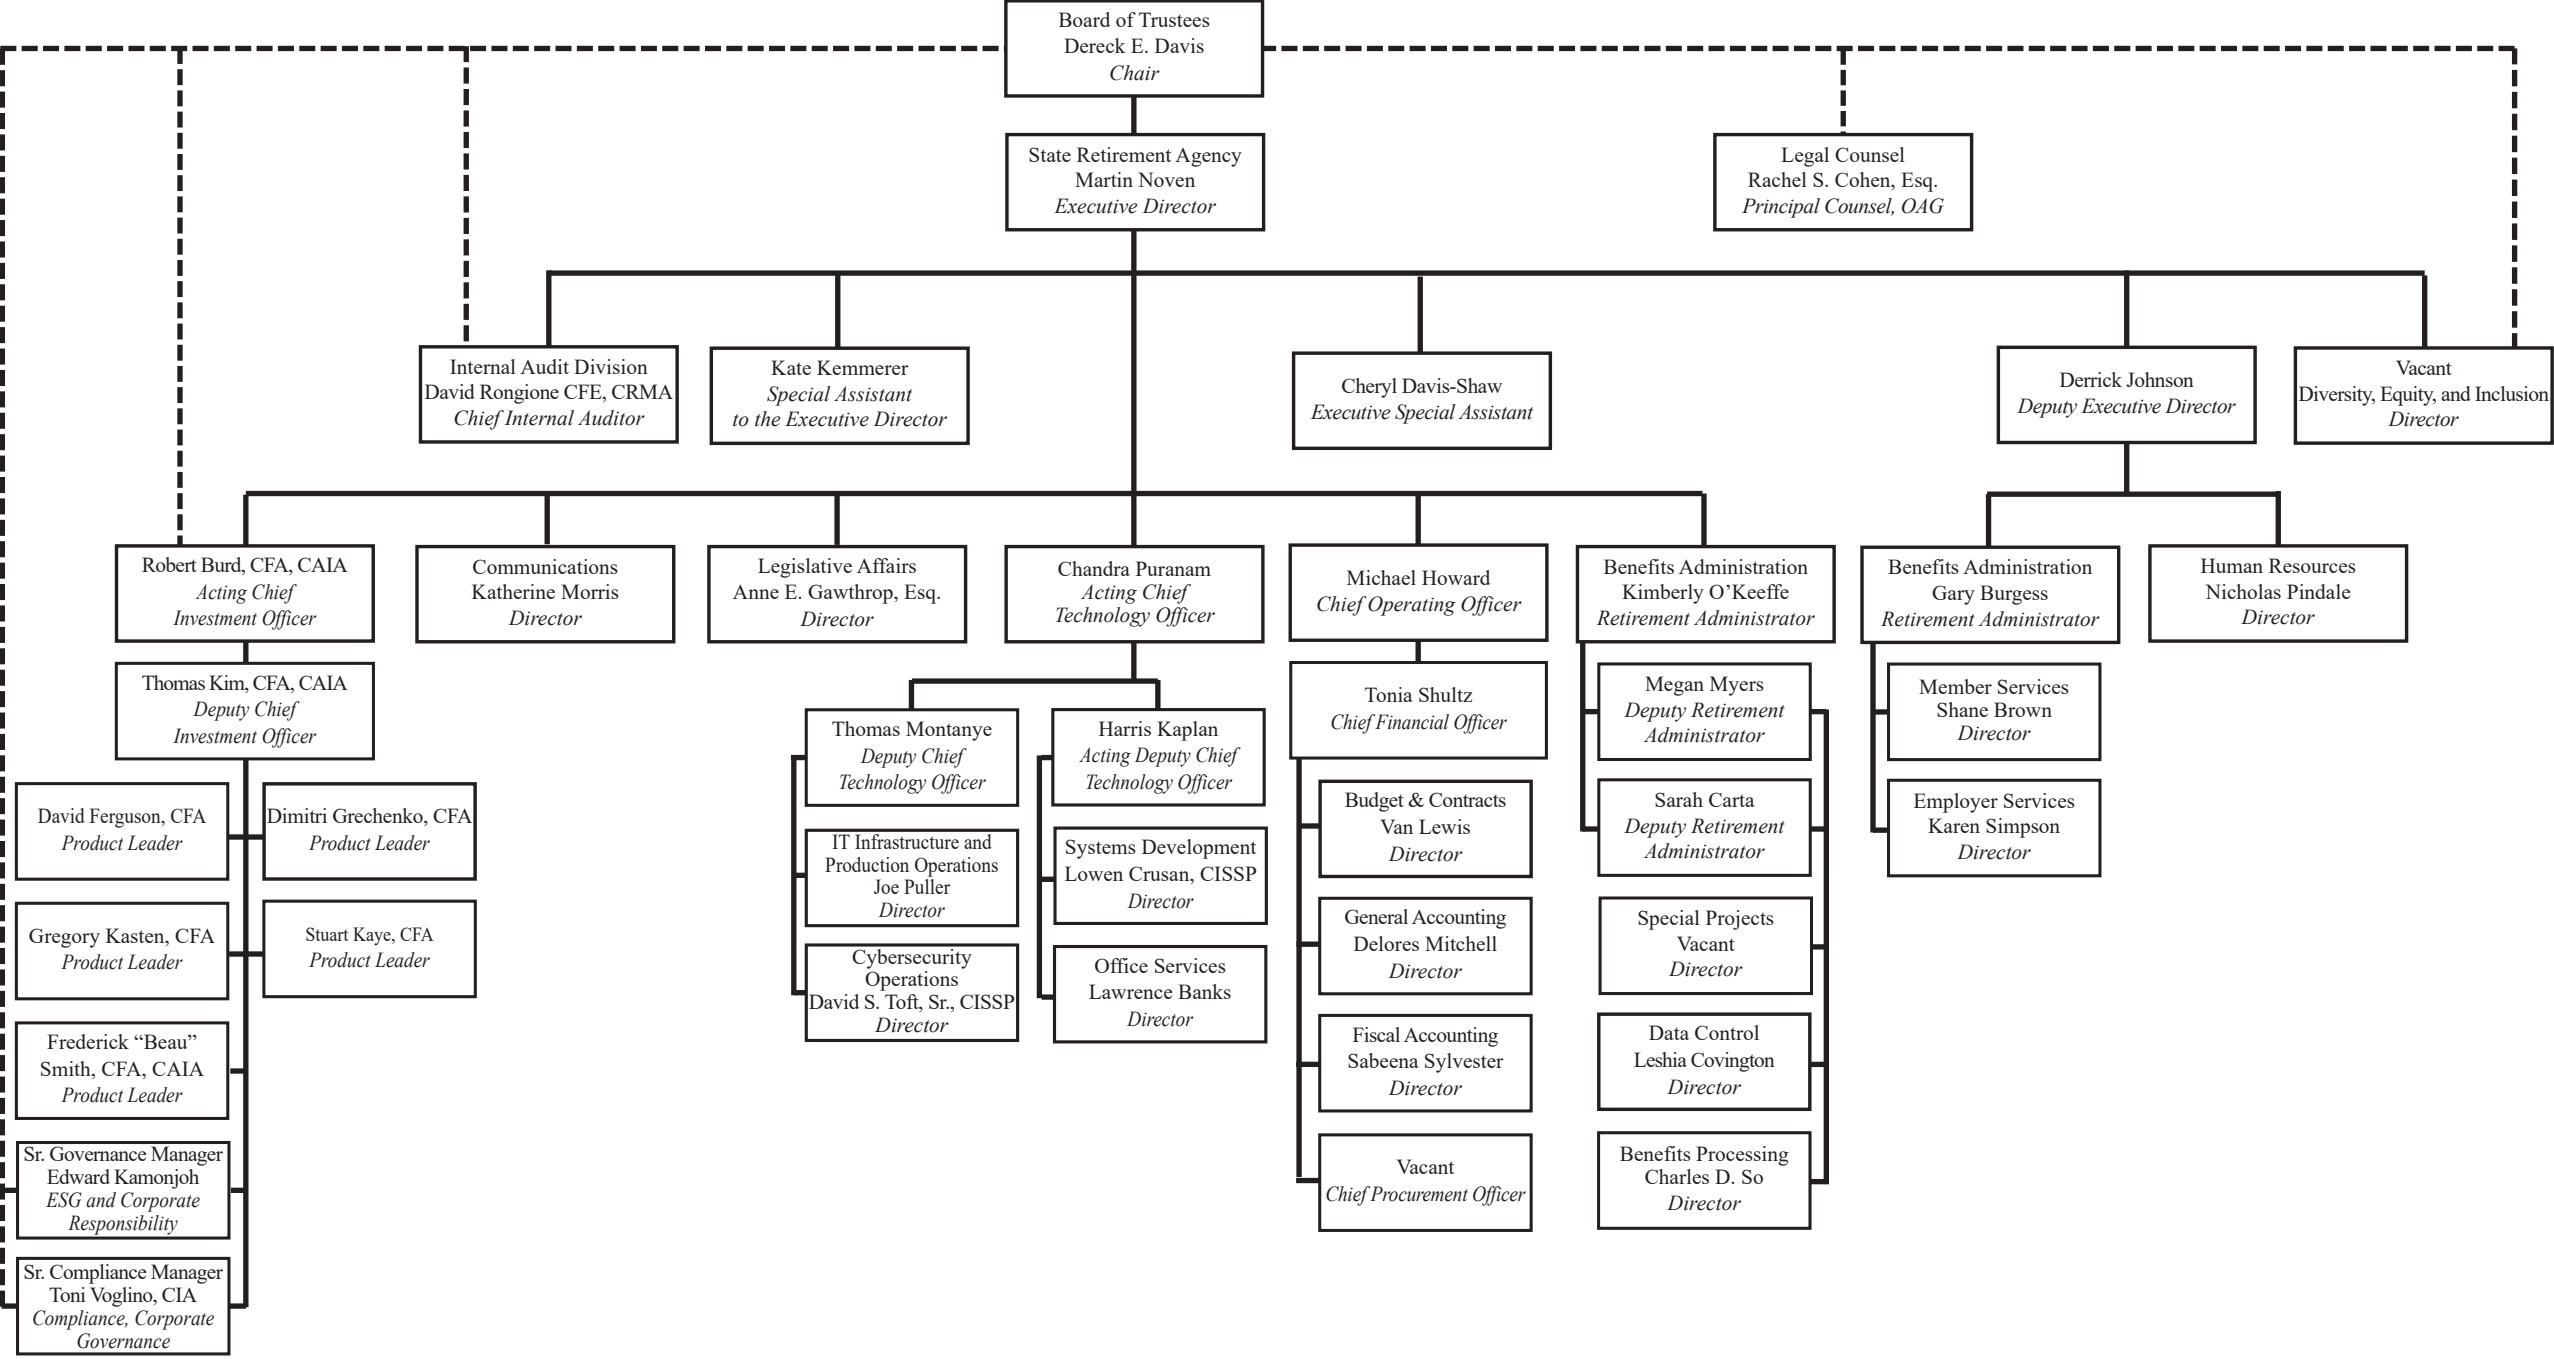 Board of Trustees
Dereck E. Davis
Chair
State Retirement Agency
Martin Noven
Executive Director
Legal Counsel
Rachel S. Cohen, Esq.
Principal Counsel, OAG
Internal Audit Division
David Rongione CFE, CRMA
Chief Internal Auditor
Kate Kemmerer
Special Assistant
to the Executive Director
Cheryl Davis-Shaw
Executive Special Assistant
Derrick Johnson
Deputy Executive Director
Vacant
Diversity, Equity, and Inclusion
Director
Robert Burd, CFA, CAIA
Acting Chief
Investment Officer
Communications
Katherine Morris
Director
Legislative Affairs
Anne E. Gawthrop, Esq.
Director
Chandra Puranam
Acting Chief
Technology Officer
Michael Howard
Chief Operating Officer
Benefits Administration
Kimberly O’Keeffe
Retirement Administrator
Benefits Administration
Gary Burgess
Retirement Administrator
Human Resources
Nicholas Pindale
Director
Thomas Kim, CFA, CAIA
Deputy Chief
Investment Officer
David Ferguson, CFA
Product Leader
Dimitri Grechenko, CFA
Product Leader
Gregory Kasten, CFA
Product Leader
Stuart Kaye, CFA
Product Leader
Frederick “Beau”
Smith, CFA, CAIA
Product Leader
Sr. Governance Manager
Edward Kamonjoh
ESG and Corporate
Responsibility
Sr. Compliance Manager
Toni Voglino, CIA
Compliance, Corporate
Governance
Thomas Montanye
Deputy Chief
Technology Officer
IT Infrastructure and
Production Operations
Joe Puller
Director
Cybersecurity
Operations
David S. Toft, Sr., CISSP
Director
Harris Kaplan
Acting Deputy Chief
Technology Officer
Systems Development
Lowen Crusan, CISSP
Director
Office Services
Lawrence Banks
Director
Tonia Shultz
Chief Financial Officer
Budget & Contracts
Van Lewis
Director
General Accounting
Delores Mitchell
Director
Fiscal Accounting
Sabeena Sylvester
Director
Vacant
Chief Procurement Officer
Megan Myers
Deputy Retirement
Administrator
Sarah Carta
Deputy Retirement
Administrator
Special Projects
Vacant
Director
Data Control
Leshia Covington
Director
Benefits Processing
Charles D. So
Director
Member Services
Shane Brown
Director
Employer Services
Karen Simpson
Director